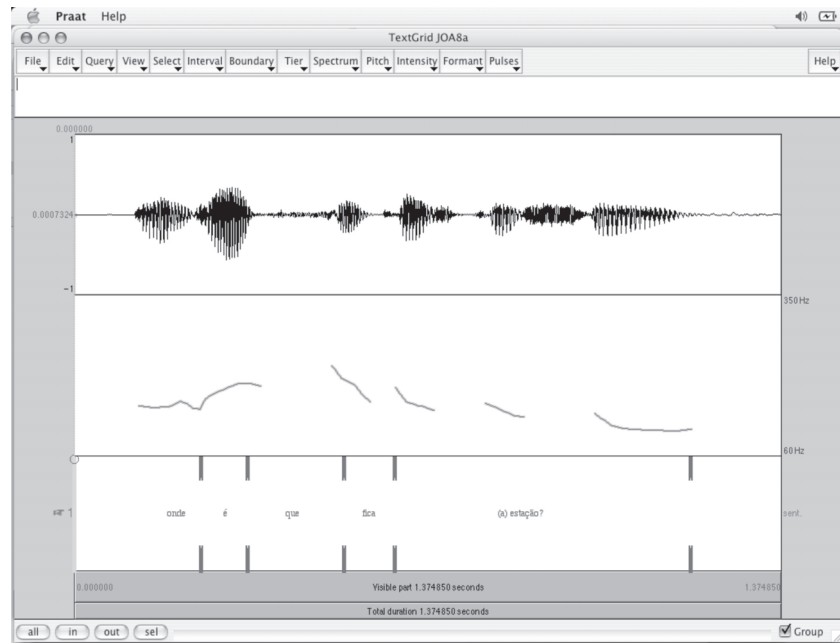 Praat Help
TextGrid JOA8a
File Edit Query View Select Interval Boundary Tier Spectrum Pitch Intensity Formant Pulses Help
0.000000
1
0.0007324
-1
350 Hz
60 Hz
1 onde é que fica (a) estação? sent.
0.000000 Visible part 1.374850 seconds 1.374850
Total duration 1.374850 seconds
all in out sel Group